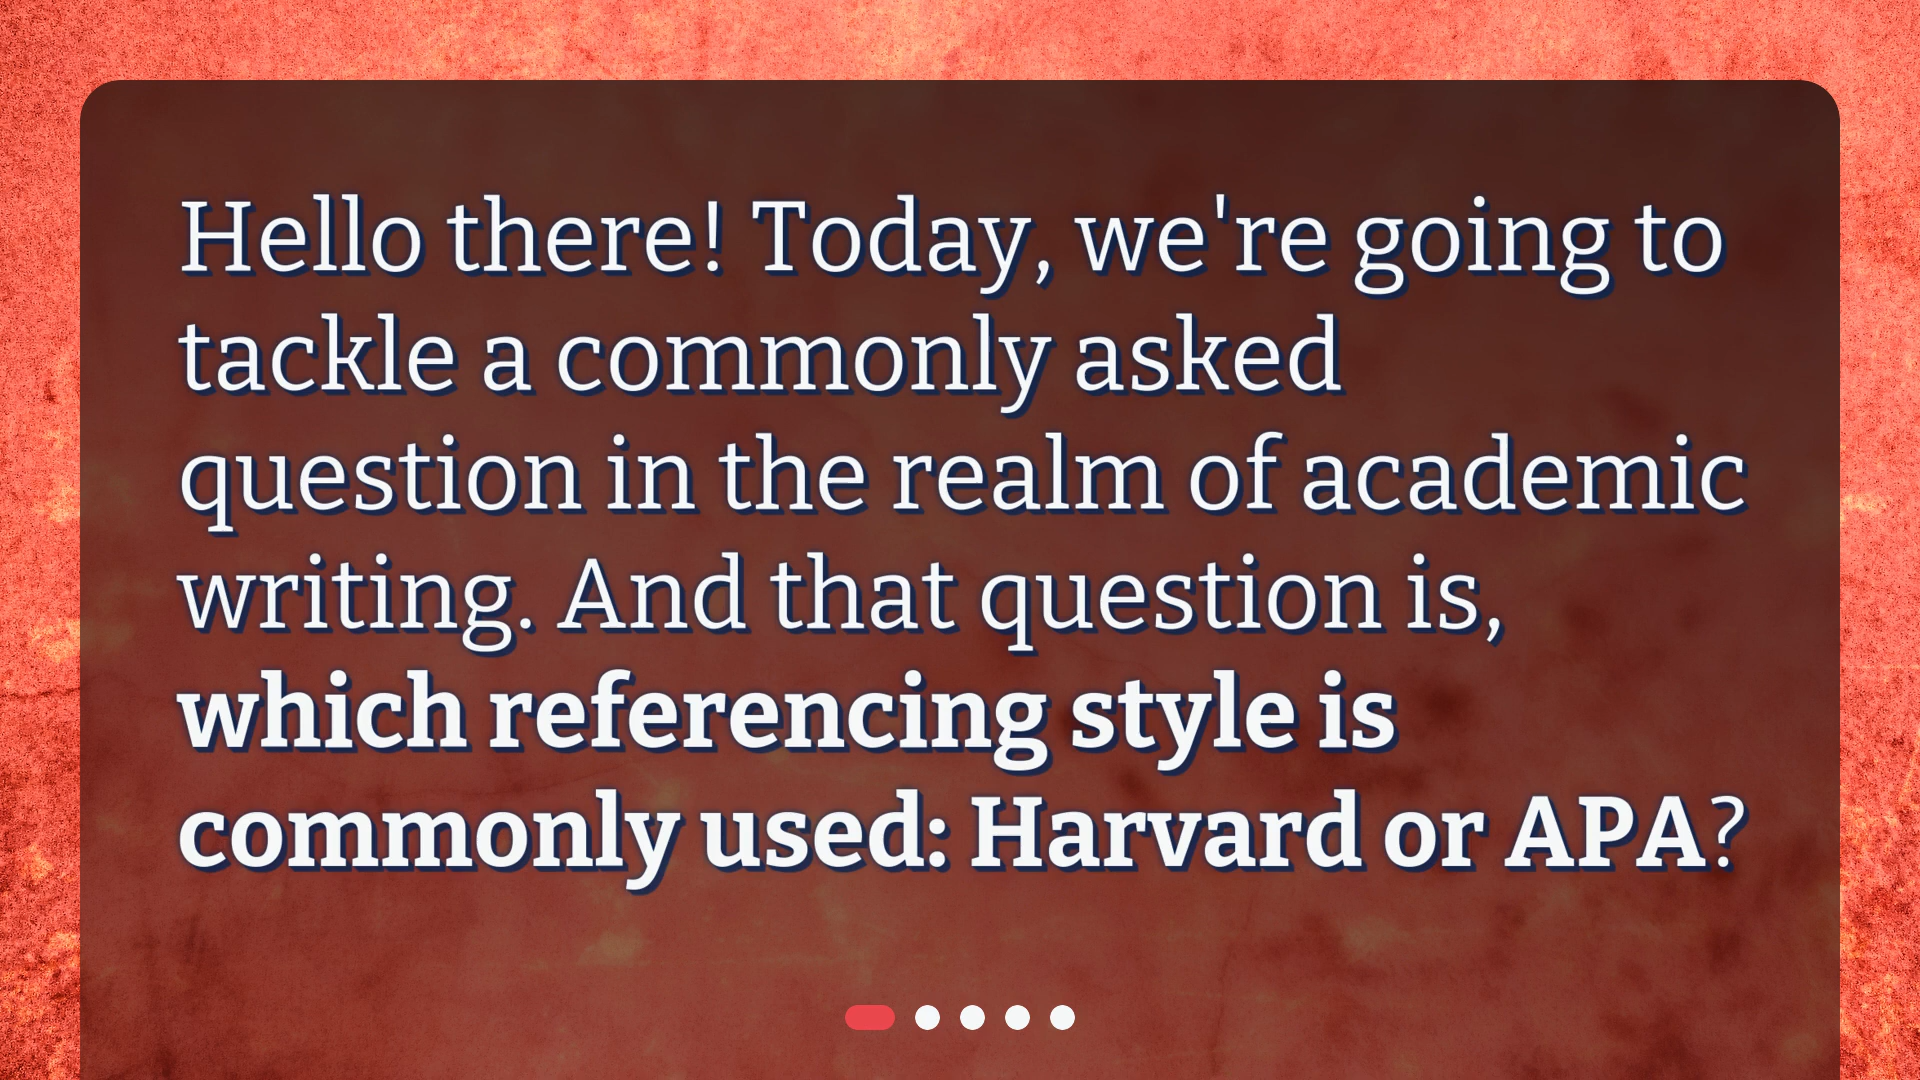 Hello there! Today, we're going to
tackle a commonly asked
question in the realm of academic
writing. And that question is,
which referencing style is
commonly used: Harvard or APA?